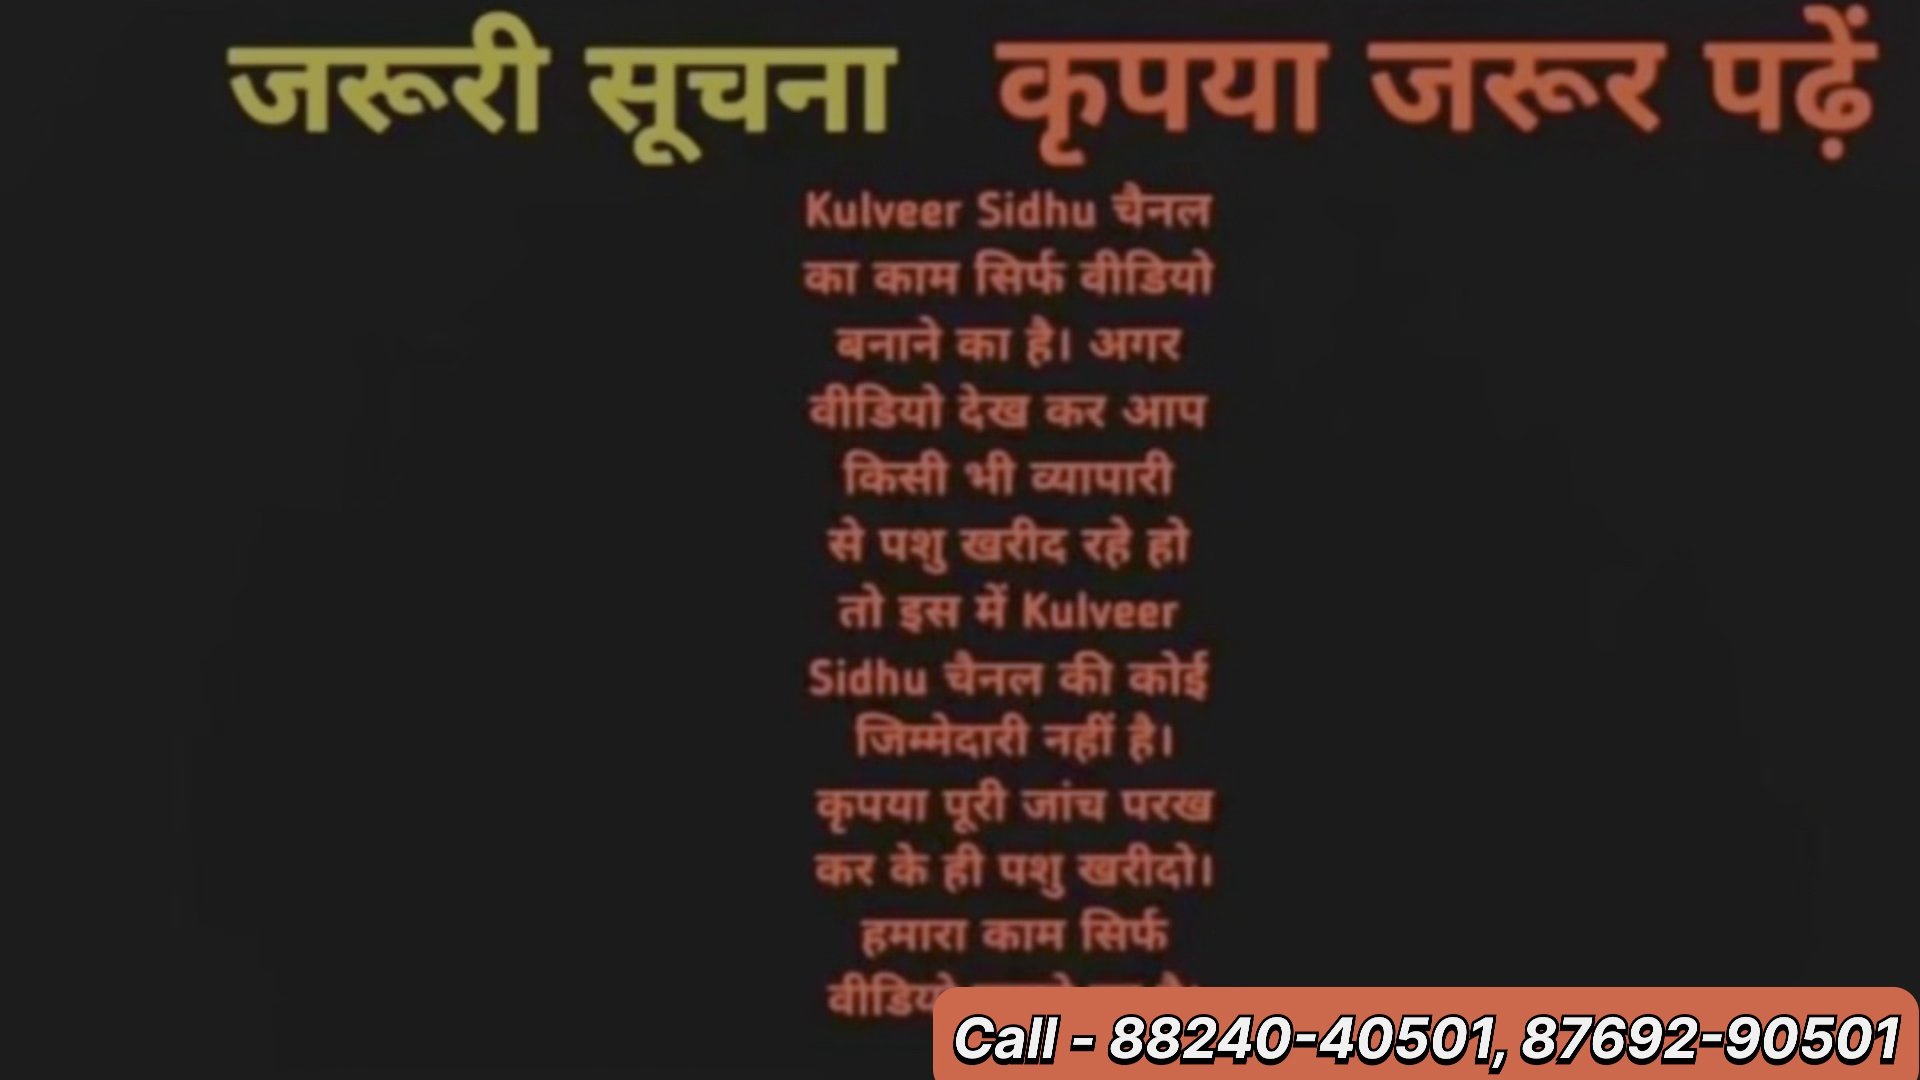 जरूरी सूचना कृपया जरूर पढ़ें
Kulveer Sidhu चैनल
का काम सिर्फ वीडियो
बनाने का है। अगर
वीडियो देख कर आप
किसी भी व्यापारी
से पशु खरीद रहे हो
तो इस में Kulveer
Sidhu चैनल की कोई
जिम्मेदारी नहीं है।
कृपया पूरी जांच परख
कर के ही पशु खरीदो।
हमारा काम सिर्फ
Call - 88240-40501, 87692-90501